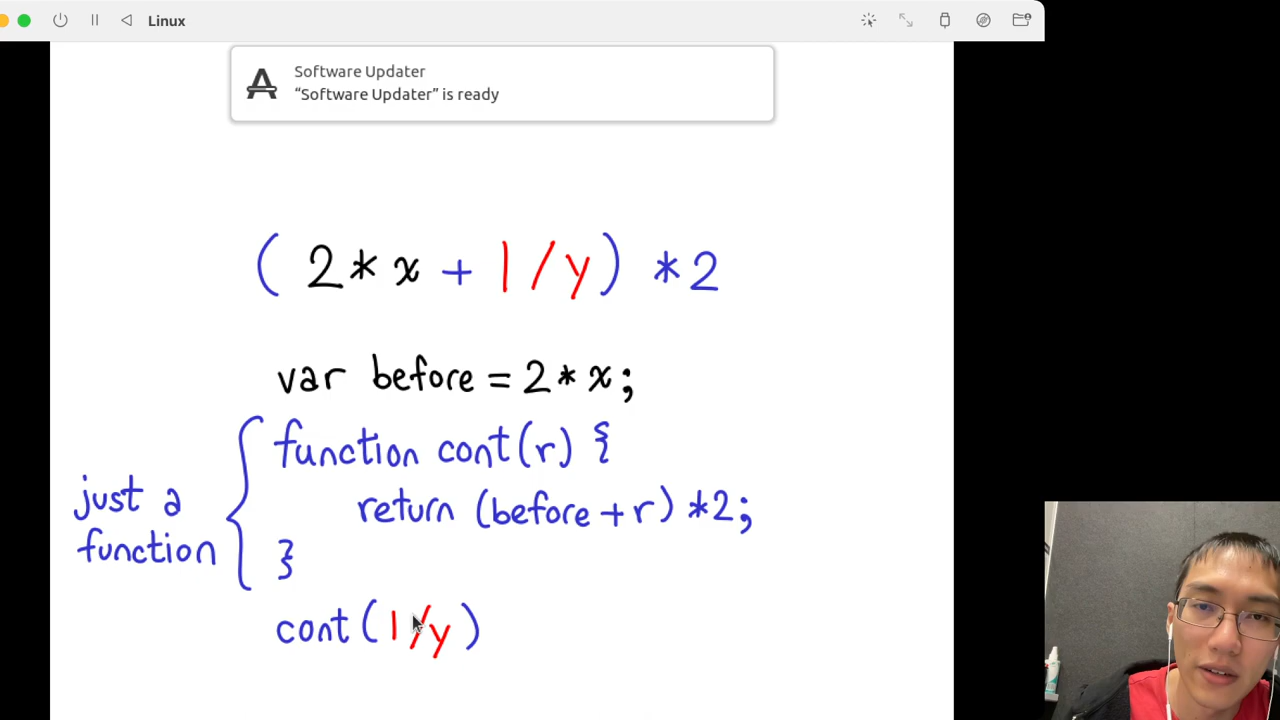 Linux
Software Updater
“Software Updater” is ready
( 2 * x + 1 / y ) * 2
var before = 2 * x;
function cont(r) {
return (before + r) * 2;
}
just a
function
cont ( 1 / y )